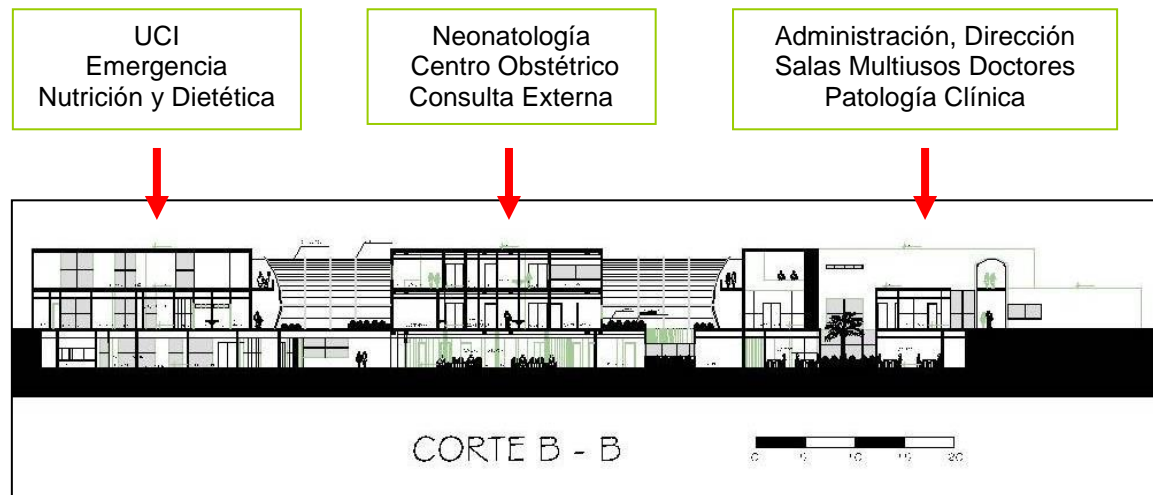 UCI
Emergencia
Nutrición y Dietética
Neonatología
Centro Obstétrico
Consulta Externa
Administración, Dirección
Salas Multiusos Doctores
Patología Clínica
CORTE B - B
0 5 10 15 20